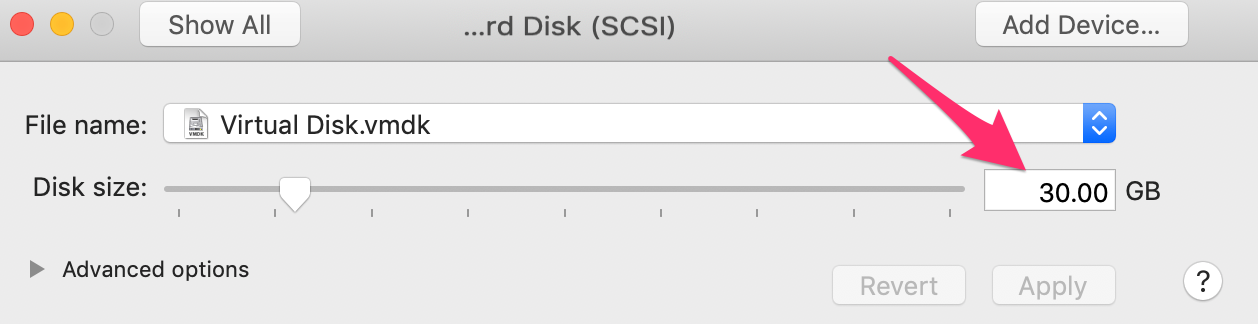 Show All ...rd Disk (SCSI) Add Device...
File name: VMDK Virtual Disk.vmdk
Disk size: 30.00 GB
Advanced options Revert Apply ?